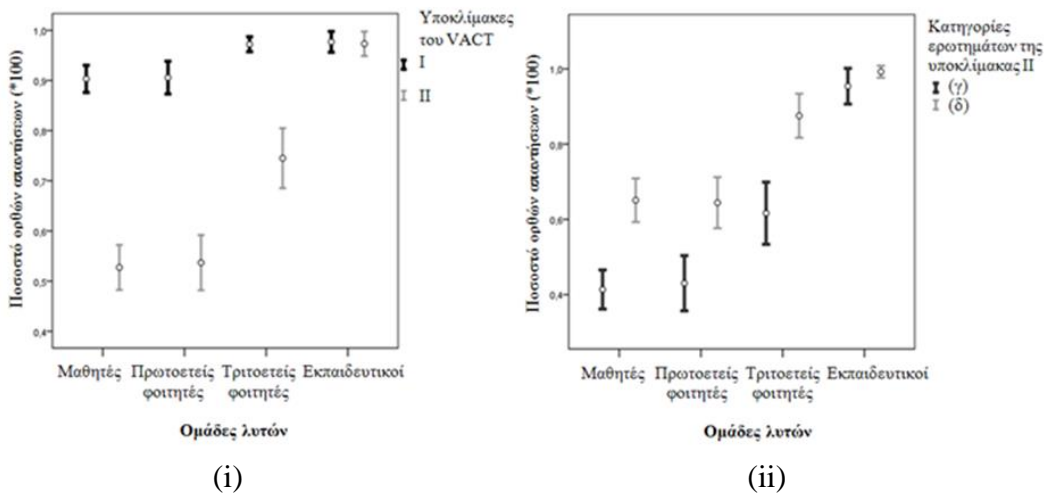 Ποσοστό ορθών απαντήσεων (*100)
1,0
0,9
0,8
0,7
0,6
0,5
0,4
Μαθητές Πρωτοετείς Τριτοετείς Εκπαιδευτικοί
φοιτητές φοιτητές
Ομάδες λυτών
Υποκλίμακες
του VACT
I
II
(i)
Ποσοστό ορθών απαντήσεων (*100)
1,0
0,8
0,6
0,4
Μαθητές Πρωτοετείς Τριτοετείς Εκπαιδευτικοί
φοιτητές φοιτητές
Ομάδες λυτών
Κατηγορίες
ερωτημάτων της
υποκλίμακας II
(γ)
(δ)
(ii)